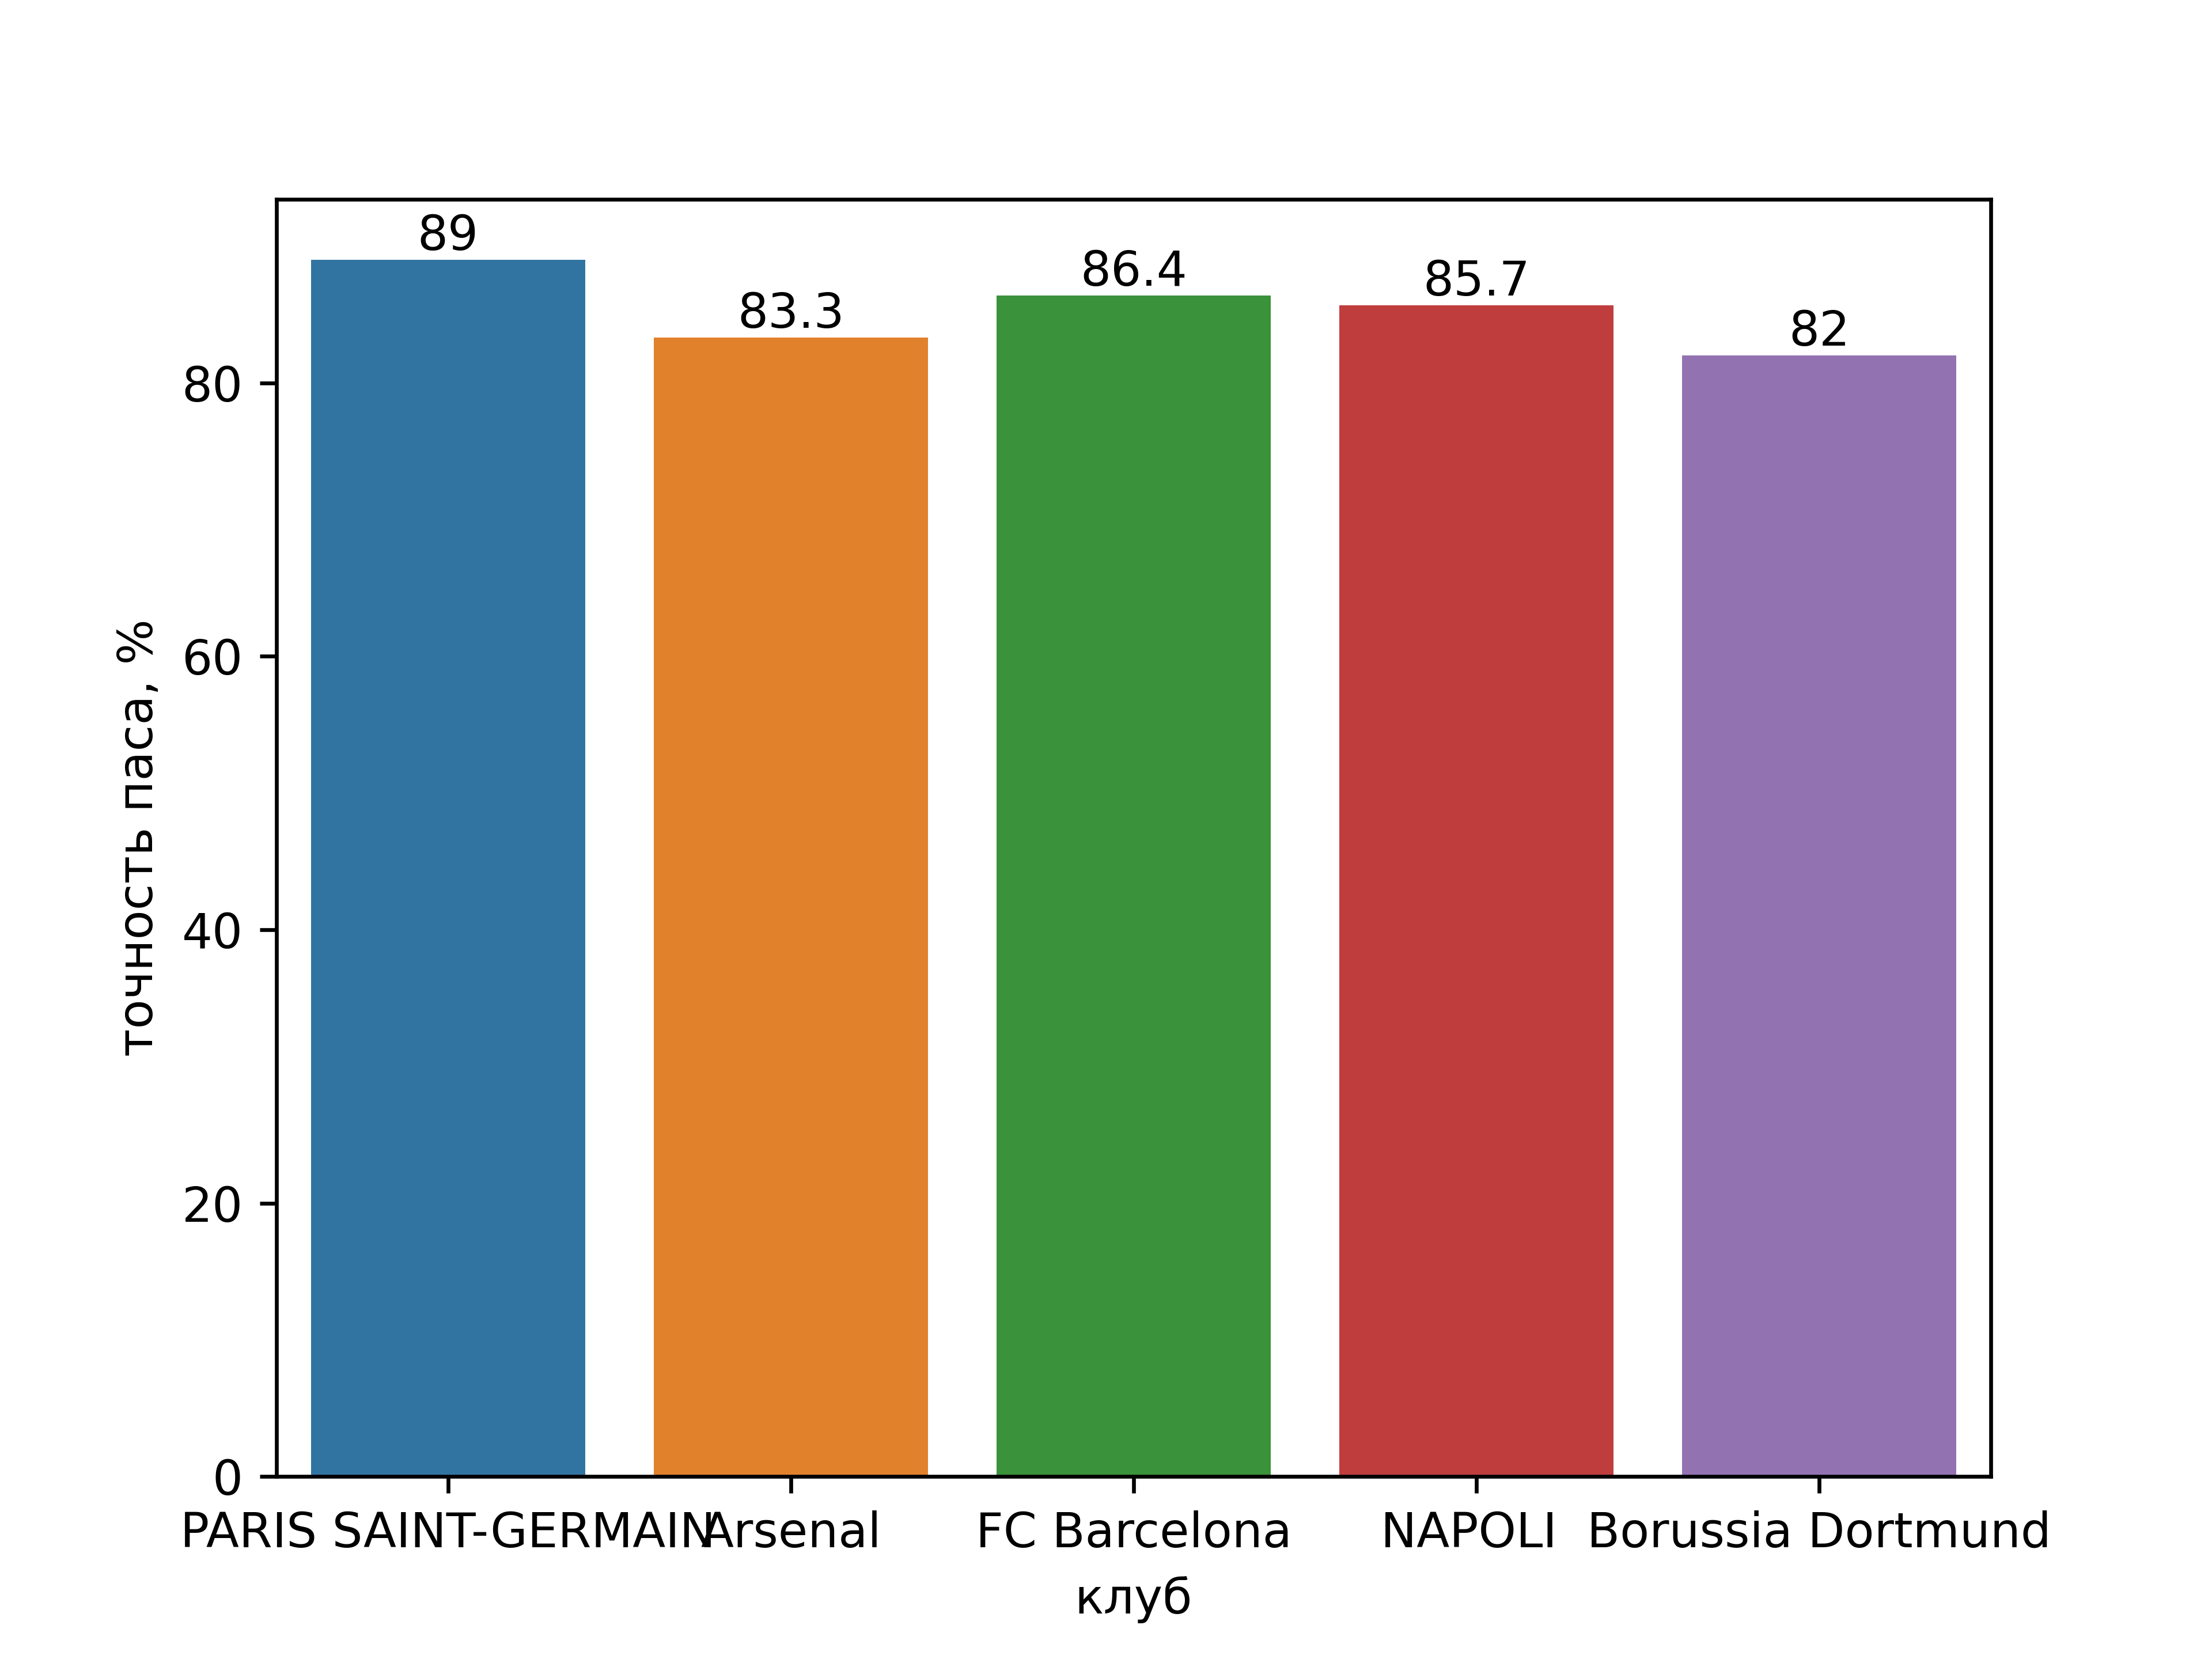 89
83.3
86.4
85.7
82
80
60
40
20
0
точность паса, %
PARIS SAINT-GERMAIN
Arsenal
FC Barcelona
NAPOLI
Borussia Dortmund
клуб